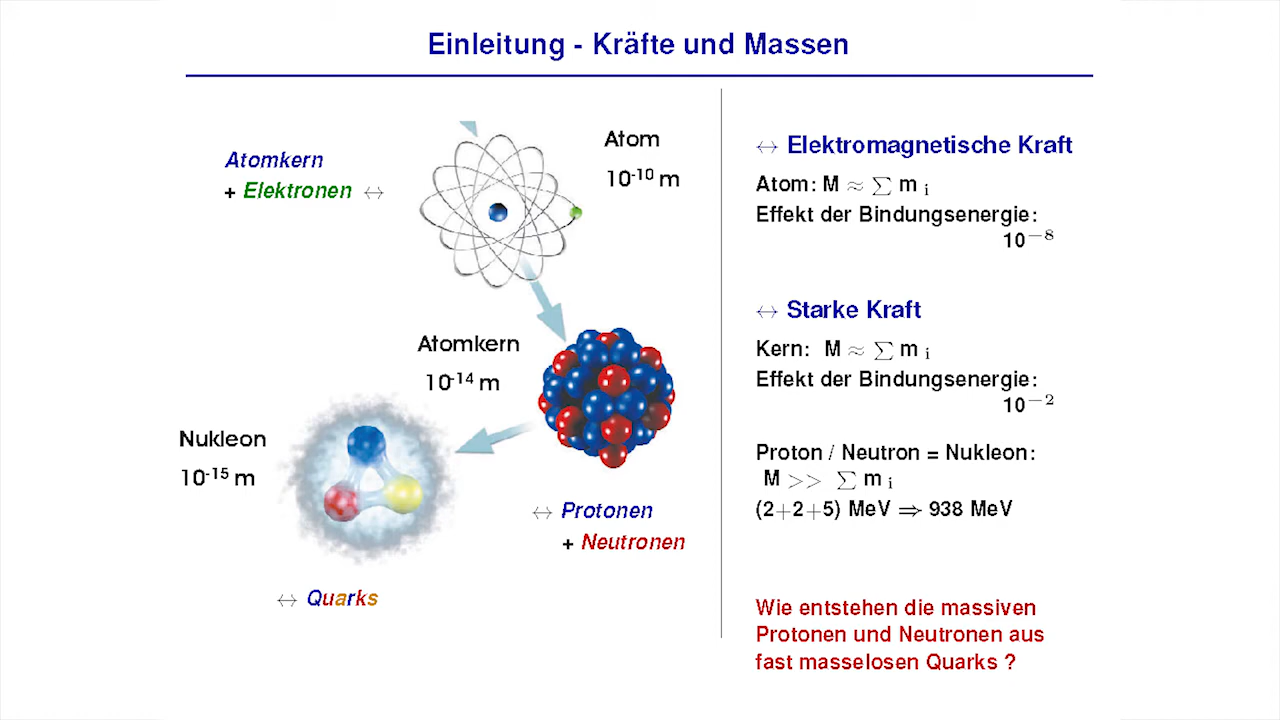 Einleitung - Kräfte und Massen
Atomkern
+ Elektronen ↔
Atom
10⁻¹⁰ m
Atomkern
10⁻¹⁴ m
Nukleon
10⁻¹⁵ m
↔ Protonen
+ Neutronen
↔ Quarks
↔ Elektromagnetische Kraft
Atom: M ≈ ∑ m i
Effekt der Bindungsenergie:
10⁻⁸
↔ Starke Kraft
Kern: M ≈ ∑ m i
Effekt der Bindungsenergie:
10⁻²
Proton / Neutron = Nukleon:
M >> ∑ m i
(2+2+5) MeV ⇒ 938 MeV
Wie entstehen die massiven
Protonen und Neutronen aus
fast masselosen Quarks ?